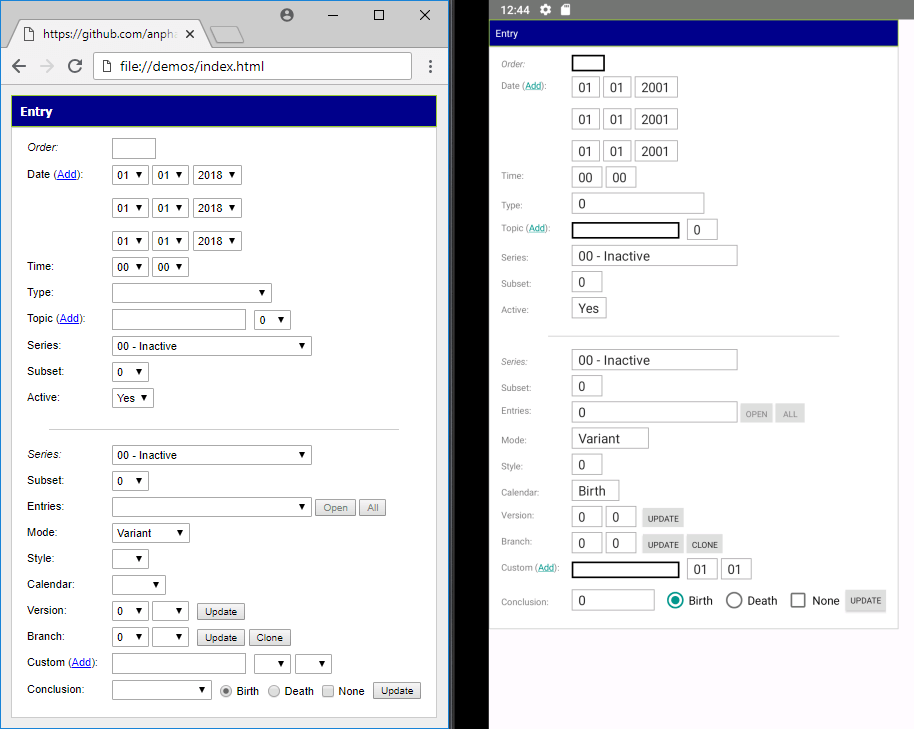 https://github.com/anpha
file://demos/index.html
Entry
Order:
Date (Add): 01 01 2018
01 01 2018
01 01 2018
Time: 00 00
Type:
Topic (Add): 0
Series: 00 - Inactive
Subset: 0
Active: Yes
Series: 00 - Inactive
Subset: 0
Entries: Open All
Mode: Variant
Style:
Calendar:
Version: 0 Update
Branch: 0 Update Clone
Custom (Add):
Conclusion: Birth Death None Update
12:44
Entry
Order:
Date (Add): 01 01 2001
01 01 2001
01 01 2001
Time: 00 00
Type: 0
Topic (Add): 0
Series: 00 - Inactive
Subset: 0
Active: Yes
Series: 00 - Inactive
Subset: 0
Entries: 0 OPEN ALL
Mode: Variant
Style: 0
Calendar: Birth
Version: 0 0 UPDATE
Branch: 0 0 UPDATE CLONE
Custom (Add): 01 01
Conclusion: 0 Birth Death None UPDATE